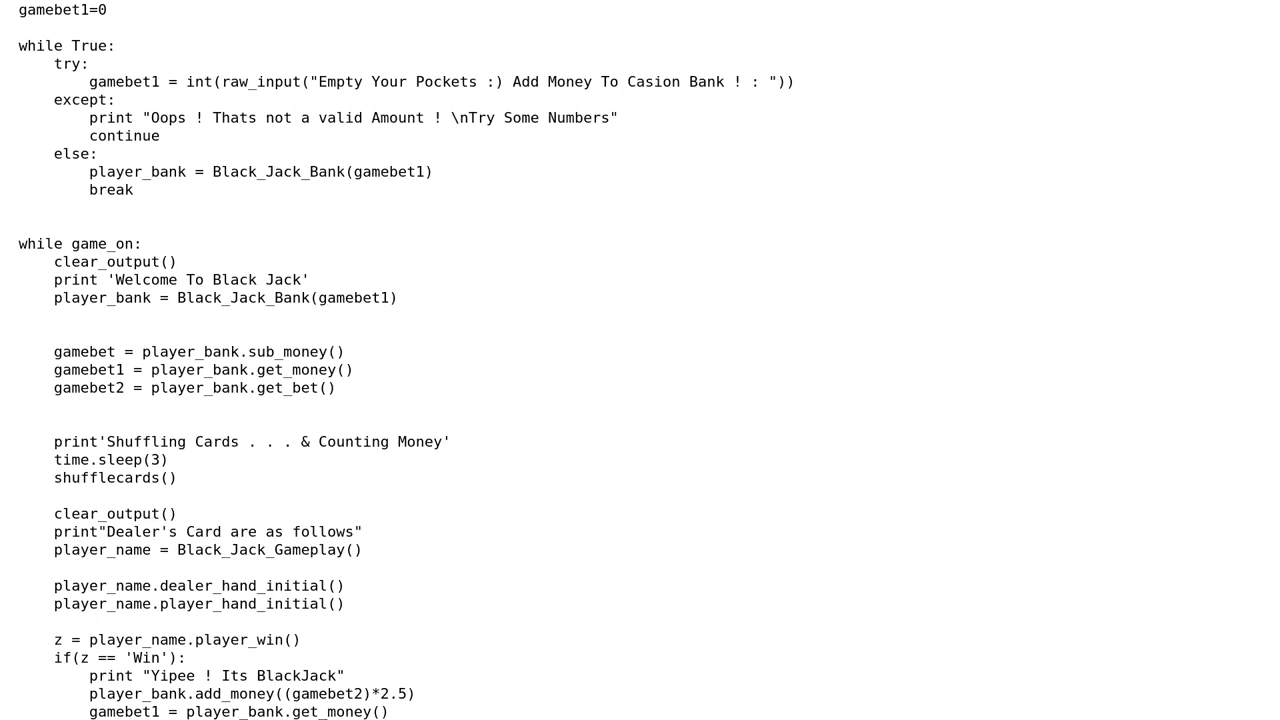 gamebet1=0
while True:
    try:
        gamebet1 = int(raw_input("Empty Your Pockets :) Add Money To Casion Bank ! : "))
    except:
        print "Oops ! Thats not a valid Amount ! \nTry Some Numbers"
        continue
    else:
        player_bank = Black_Jack_Bank(gamebet1)
        break
while game_on:
    clear_output()
    print 'Welcome To Black Jack'
    player_bank = Black_Jack_Bank(gamebet1)
    gamebet = player_bank.sub_money()
    gamebet1 = player_bank.get_money()
    gamebet2 = player_bank.get_bet()
    print'Shuffling Cards . . . & Counting Money'
    time.sleep(3)
    shufflecards()
    clear_output()
    print"Dealer's Card are as follows"
    player_name = Black_Jack_Gameplay()
    player_name.dealer_hand_initial()
    player_name.player_hand_initial()
    z = player_name.player_win()
    if(z == 'Win'):
        print "Yipee ! Its BlackJack"
        player_bank.add_money((gamebet2)*2.5)
        gamebet1 = player_bank.get_money()